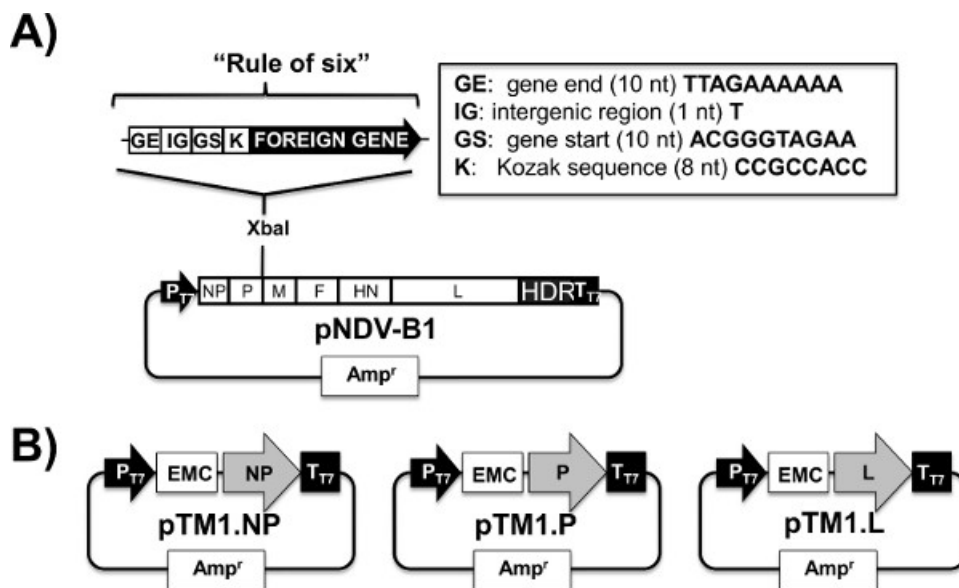 A)
“Rule of six”
GE IG GS K FOREIGN GENE
GE: gene end (10 nt) TTAGAAAAAA
IG: intergenic region (1 nt) T
GS: gene start (10 nt) ACGGGTAGAA
K: Kozak sequence (8 nt) CCGCCACC
XbaI
PT7 NP P M F HN L HDR TT7
pNDV-B1
Ampr
B)
PT7 EMC NP TT7
pTM1.NP
Ampr
PT7 EMC P TT7
pTM1.P
Ampr
PT7 EMC L TT7
pTM1.L
Ampr